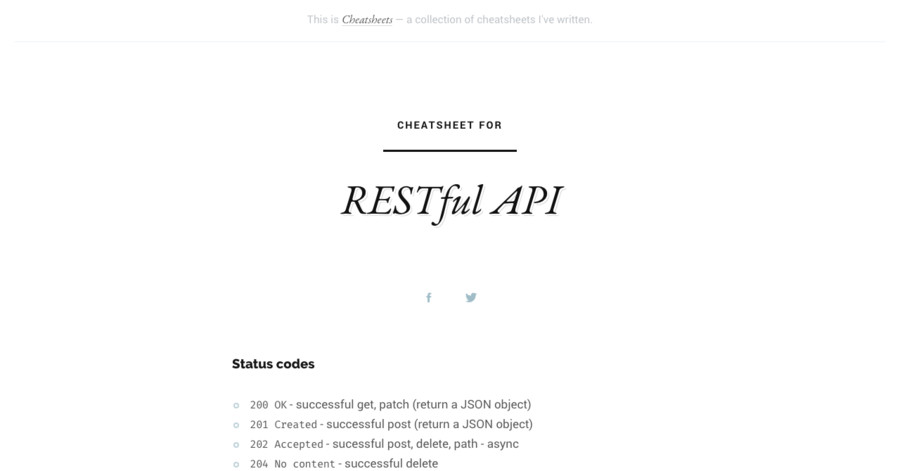 This is Cheatsheets — a collection of cheatsheets I've written.
CHEATSHEET FOR
RESTful API
Status codes
200 OK - successful get, patch (return a JSON object)
201 Created - successful post (return a JSON object)
202 Accepted - sucessful post, delete, path - async
204 No content - successful delete